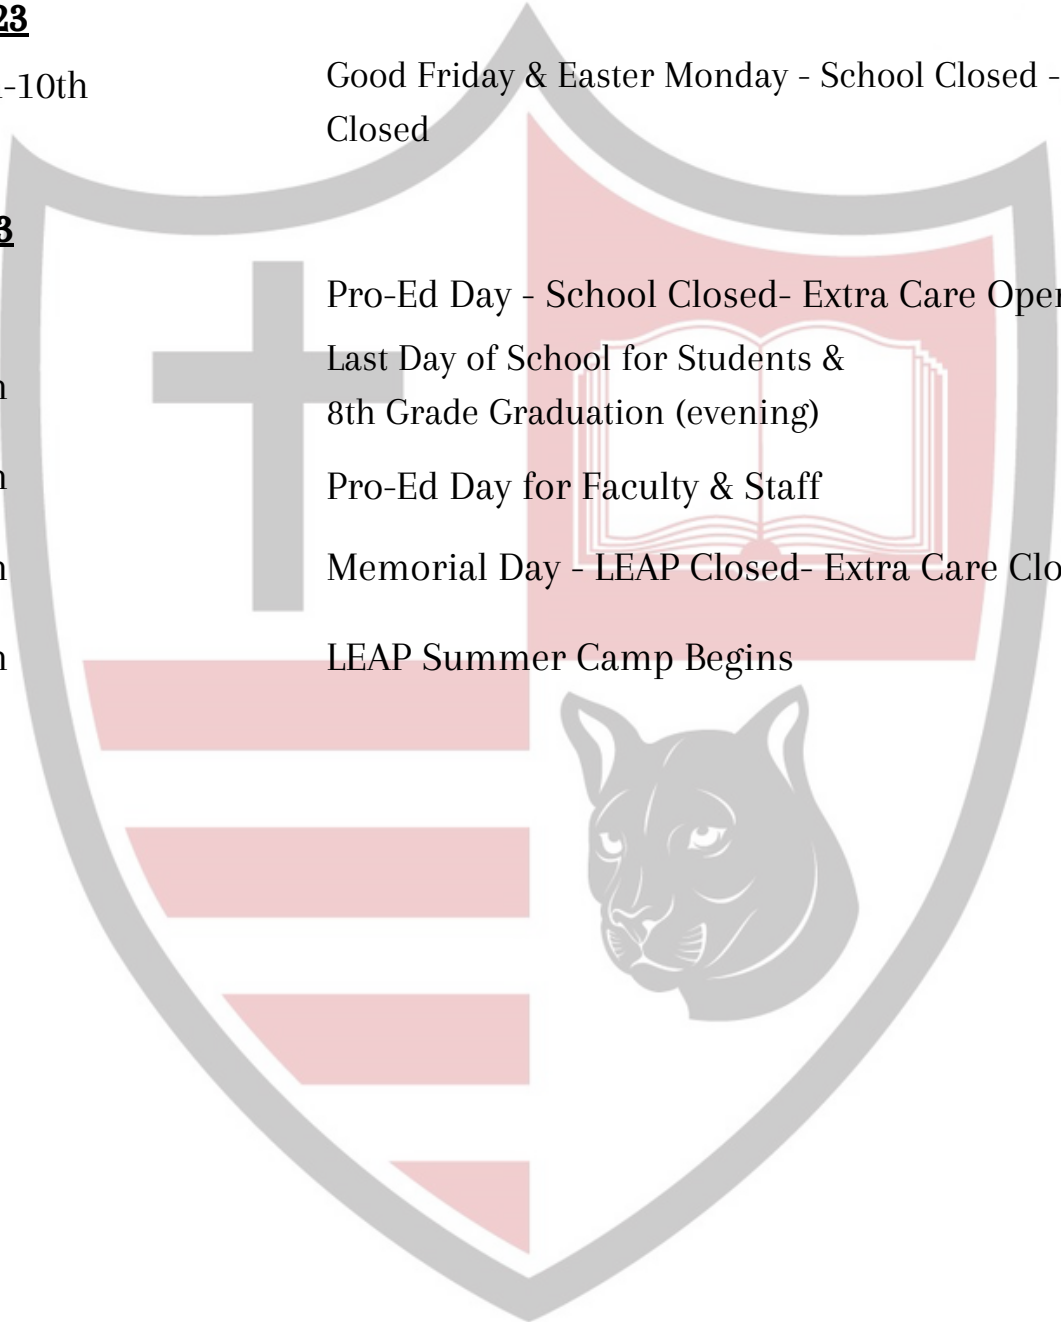 23
-10th
Good Friday & Easter Monday - School Closed -
Closed
3
Pro-Ed Day - School Closed- Extra Care Open
Last Day of School for Students &
8th Grade Graduation (evening)
Pro-Ed Day for Faculty & Staff
Memorial Day - LEAP Closed- Extra Care Clo
LEAP Summer Camp Begins